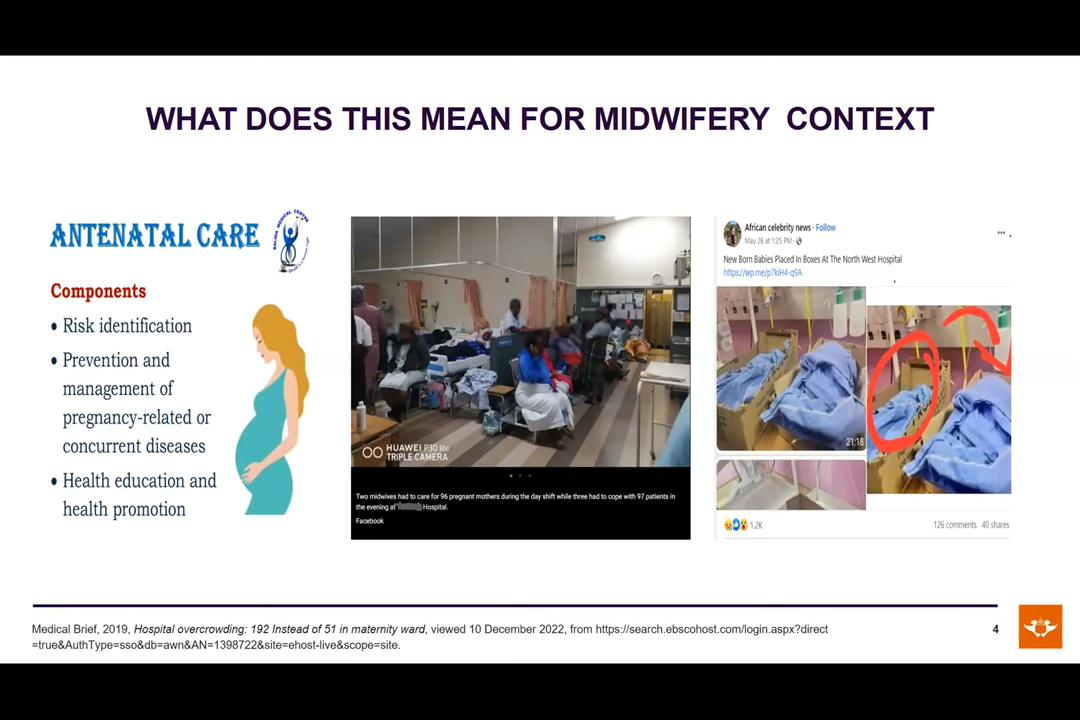 WHAT DOES THIS MEAN FOR MIDWIFERY CONTEXT
ANTENATAL CARE
Components
• Risk identification
• Prevention and
management of
pregnancy-related or
concurrent diseases
• Health education and
health promotion
HUAWEI P30 lite
TRIPLE CAMERA
Two midwives had to care for 96 pregnant mothers during the day shift while three had to cope with 97 patients in
the evening at Hospital.
Facebook
African celebrity news · Follow
May 26 at 1:25 PM ·
New Born Babies Placed In Boxes At The North West Hospital
https://wp.me/p7kiH4-q9A
21:18
1.2K
126 comments 40 shares
Medical Brief, 2019, Hospital overcrowding: 192 Instead of 51 in maternity ward, viewed 10 December 2022, from https://search.ebscohost.com/login.aspx?direct
=true&AuthType=sso&db=awn&AN=1398722&site=ehost-live&scope=site.
4